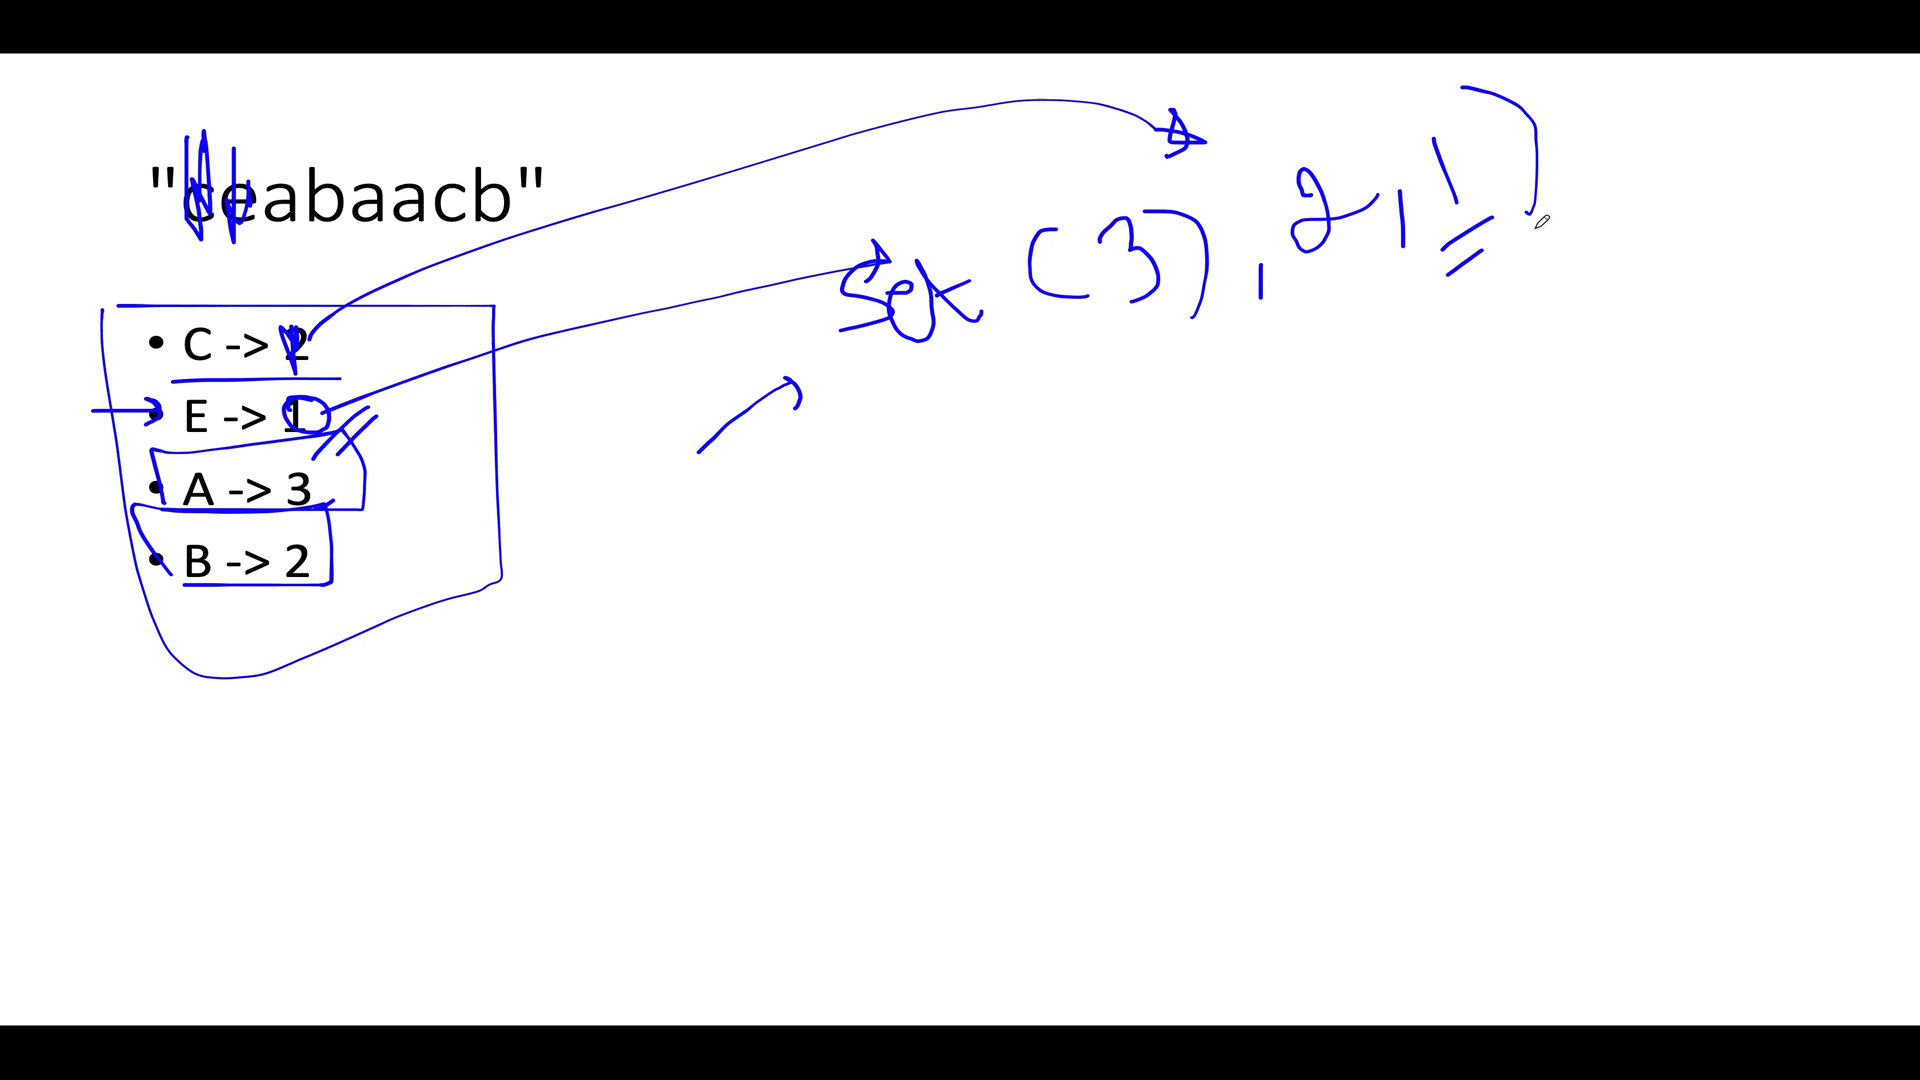 "ceabaacb"
Set (3), 2, 1)
• C -> 2
• E -> 1
• A -> 3
• B -> 2